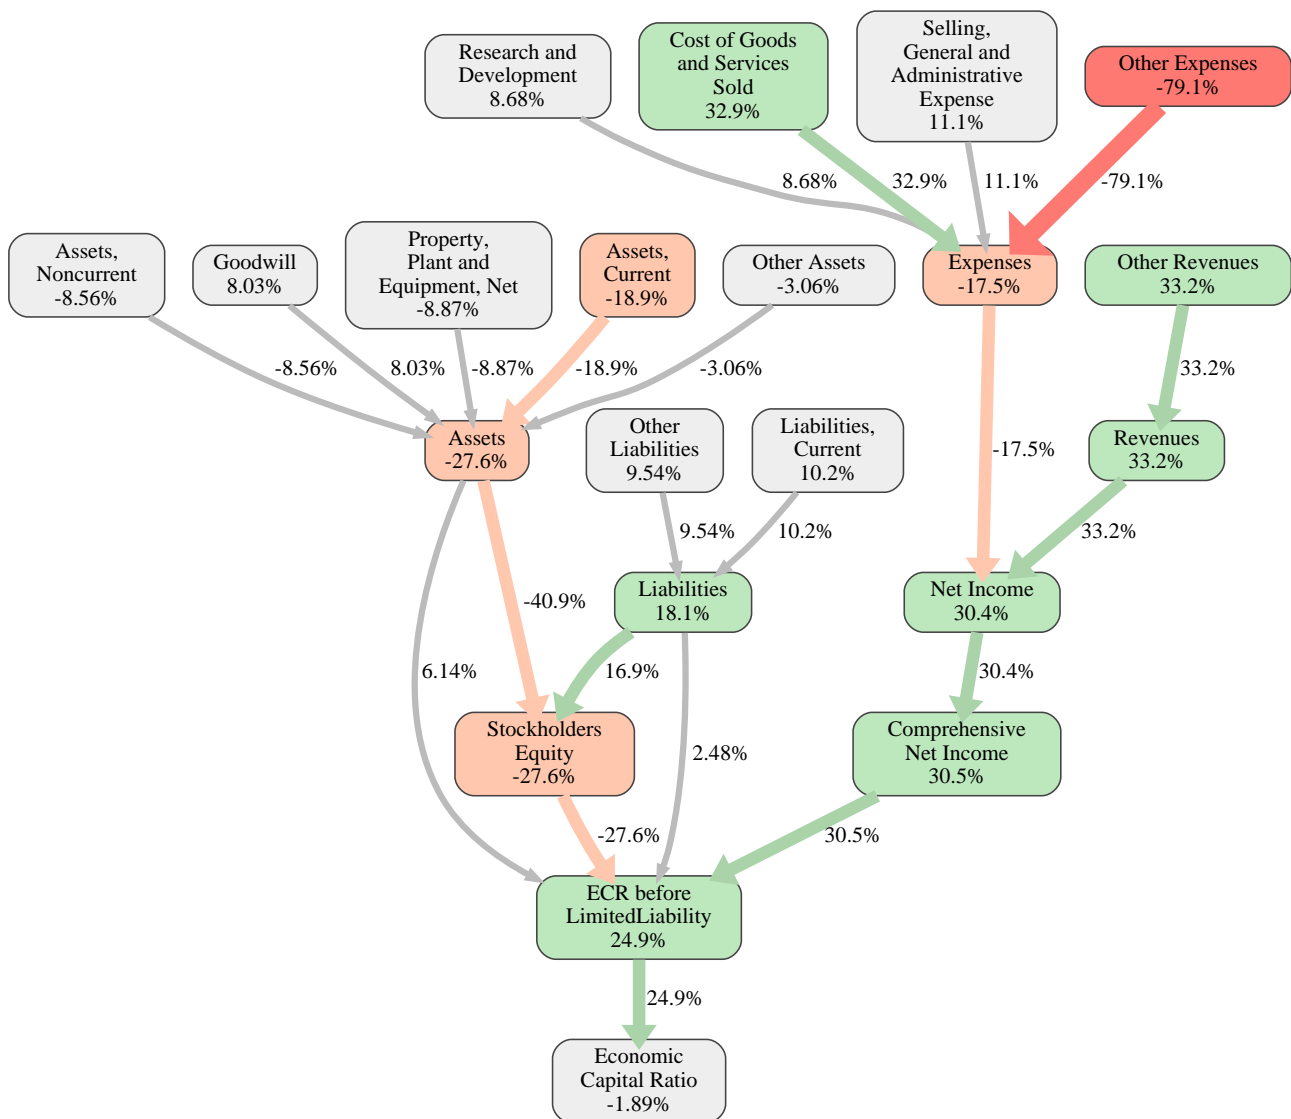 Research and
Development
8.68%
Cost of Goods
and Services
Sold
32.9%
Selling,
General and
Administrative
Expense
11.1%
Other Expenses
-79.1%
8.68%
32.9%
11.1%
-79.1%
Assets,
Noncurrent
-8.56%
Goodwill
8.03%
Property,
Plant and
Equipment, Net
-8.87%
Assets,
Current
-18.9%
Other Assets
-3.06%
Expenses
-17.5%
Other Revenues
33.2%
-8.56%
8.03%
-8.87%
-18.9%
-3.06%
33.2%
Assets
-27.6%
Other
Liabilities
9.54%
Liabilities,
Current
10.2%
-17.5%
Revenues
33.2%
9.54%
10.2%
33.2%
-40.9%
Liabilities
18.1%
Net Income
30.4%
6.14%
16.9%
30.4%
Stockholders
Equity
-27.6%
2.48%
Comprehensive
Net Income
30.5%
-27.6%
30.5%
ECR before
LimitedLiability
24.9%
24.9%
Economic
Capital Ratio
-1.89%